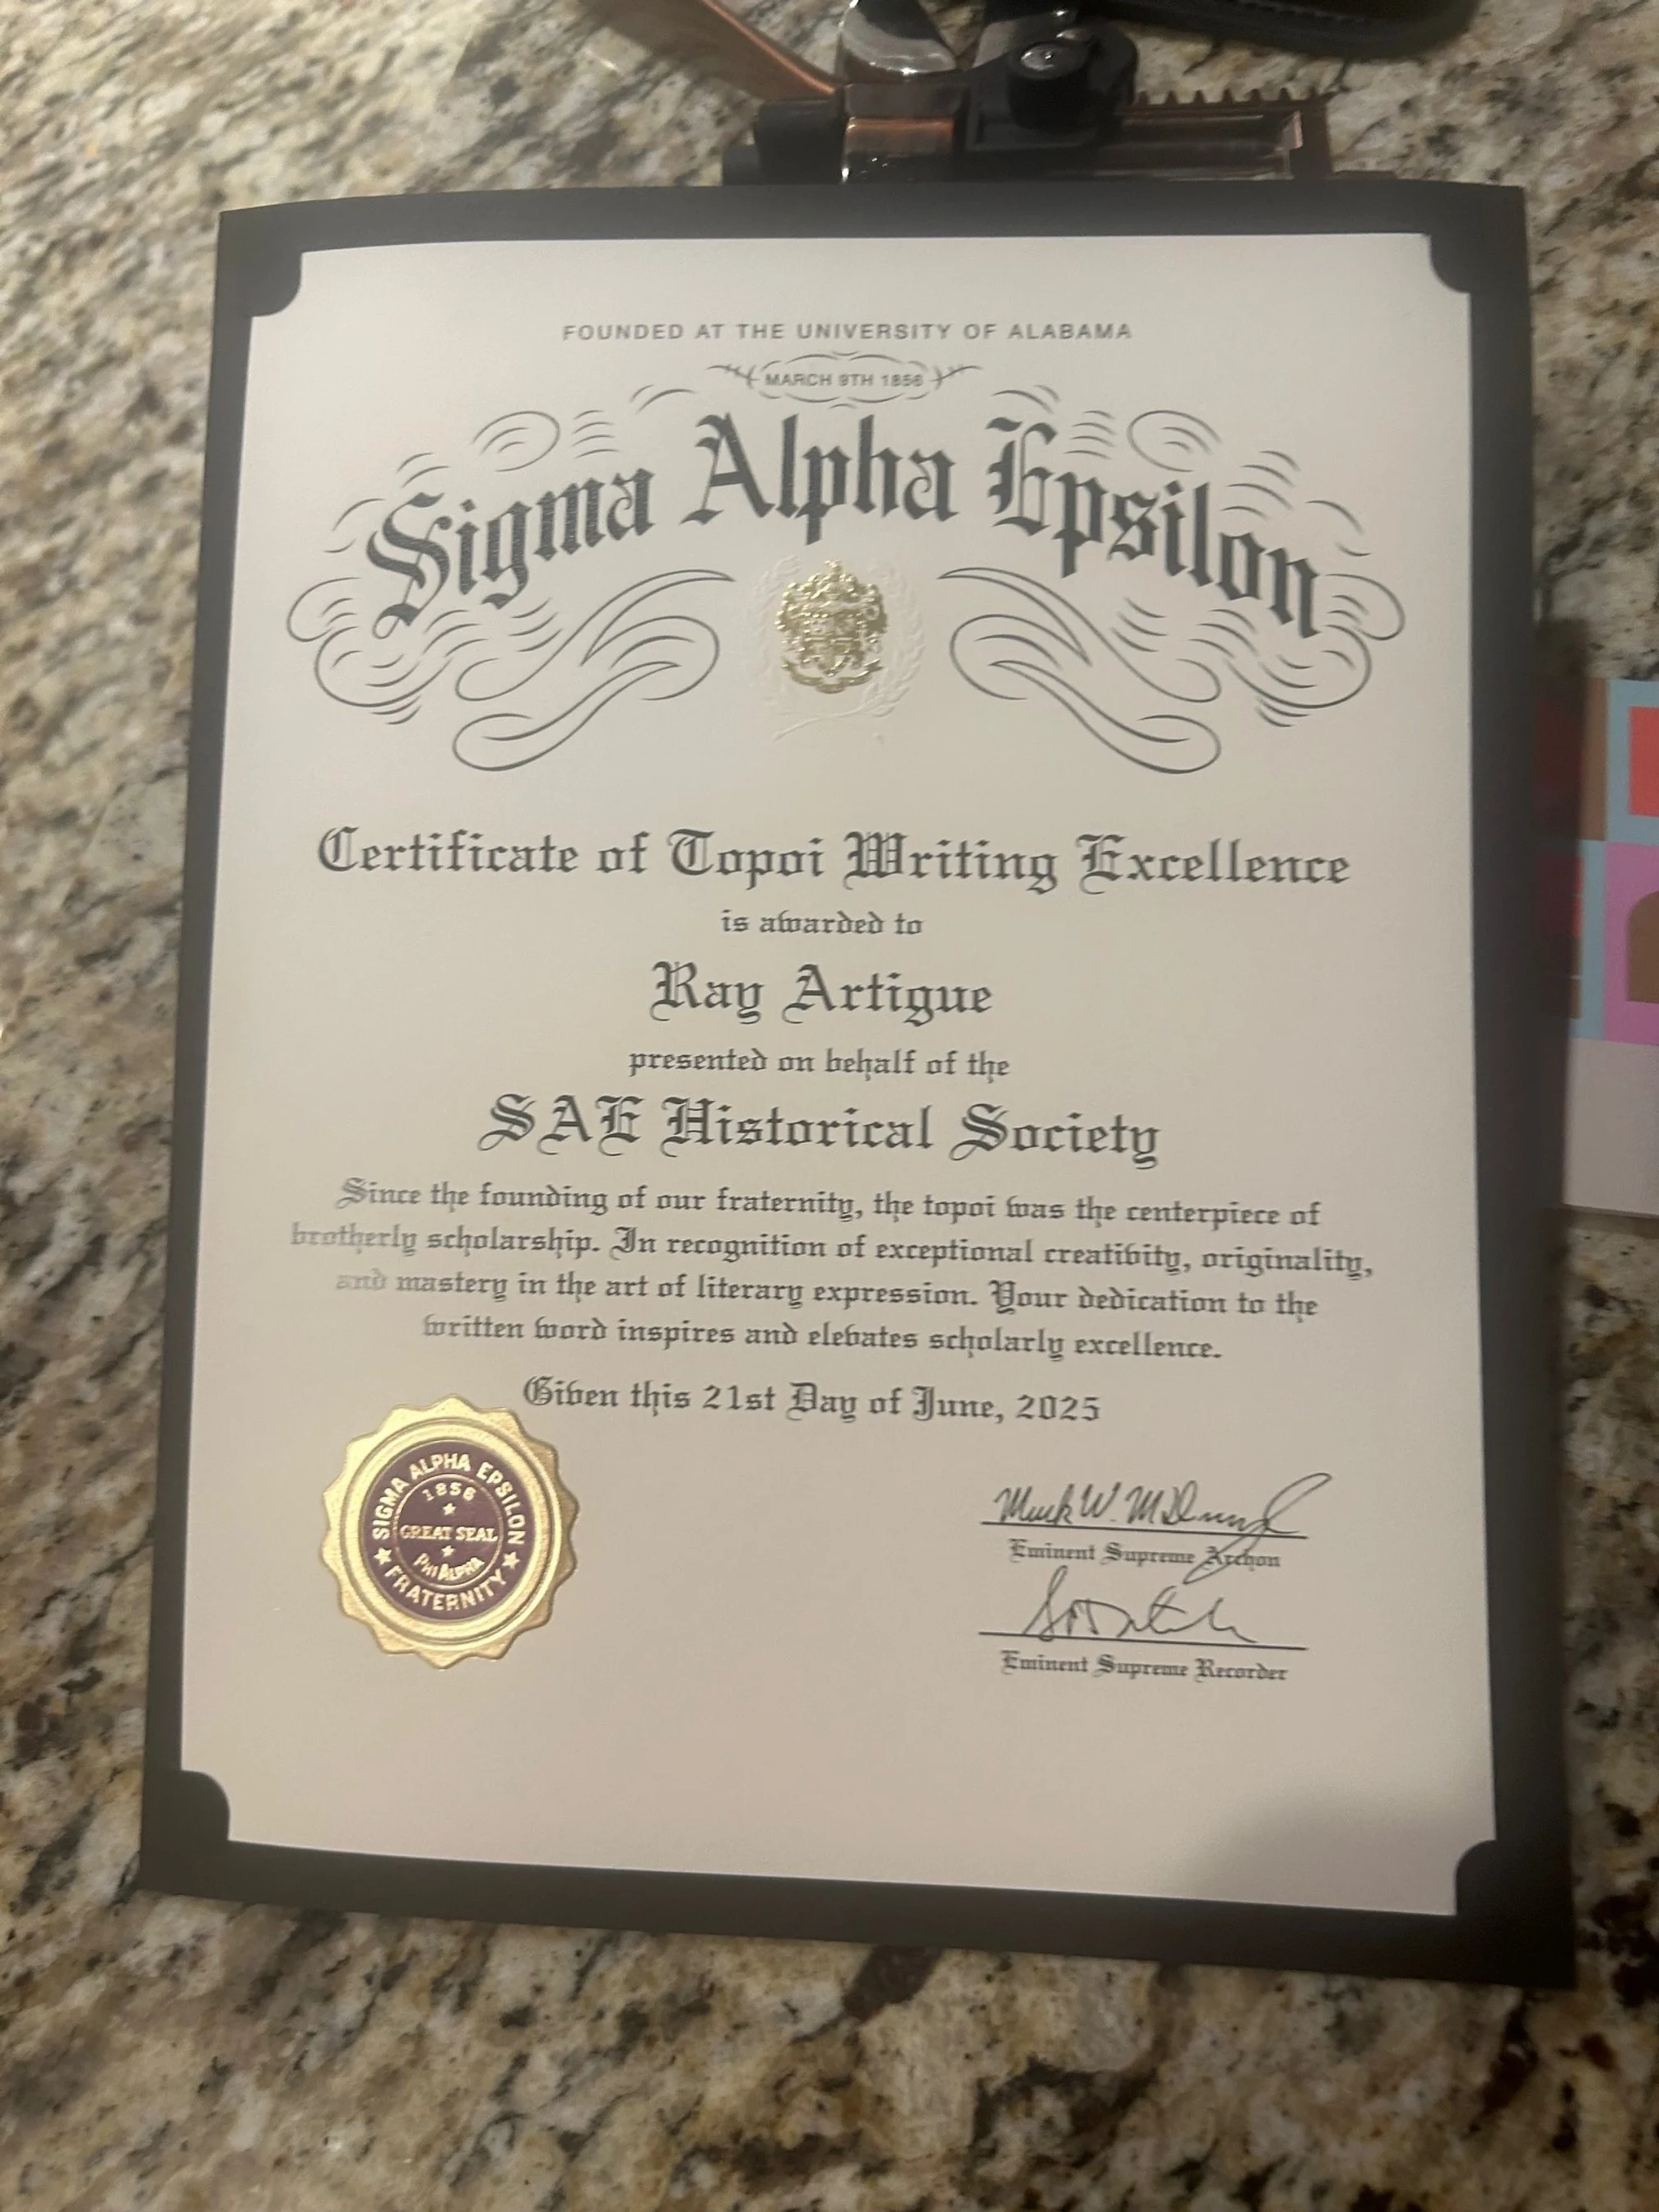 FOUNDED AT THE UNIVERSITY OF ALABAMA
MARCH 9TH 1856
Sigma Alpha Epsilon
Certificate of Topoi Writing Excellence
is awarded to
Ray Artigue
presented on behalf of the
SAE Historical Society
Since the founding of our fraternity, the topoi was the centerpiece of
brotherly scholarship. In recognition of exceptional creativity, originality,
and mastery in the art of literary expression. Your dedication to the
written word inspires and elevates scholarly excellence.
Given this 21st Day of June, 2025
SIGMA ALPHA EPSILON
1856
GREAT SEAL
PHI ALPHA
FRATERNITY
Mark W.
Eminent Supreme Archon
Eminent Supreme Recorder